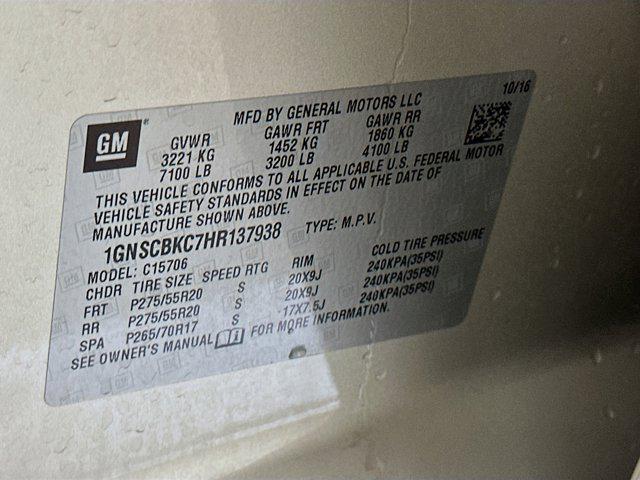 10/16
MFD BY GENERAL MOTORS LLC
GM
GVWR GAWR FRT GAWR RR
3221 KG 1452 KG 1860 KG
7100 LB 3200 LB 4100 LB
THIS VEHICLE CONFORMS TO ALL APPLICABLE U.S. FEDERAL MOTOR
VEHICLE SAFETY STANDARDS IN EFFECT ON THE DATE OF
MANUFACTURE SHOWN ABOVE.
1GNSCBKC7HR137938 TYPE: M.P.V.
MODEL: C15706
CHDR TIRE SIZE SPEED RTG RIM COLD TIRE PRESSURE
FRT P275/55R20 S 20X9J 240KPA(35PSI)
RR P275/55R20 S 20X9J 240KPA(35PSI)
SPA P265/70R17 S -17X7.5J 240KPA(35PSI)
SEE OWNER'S MANUAL FOR MORE INFORMATION.